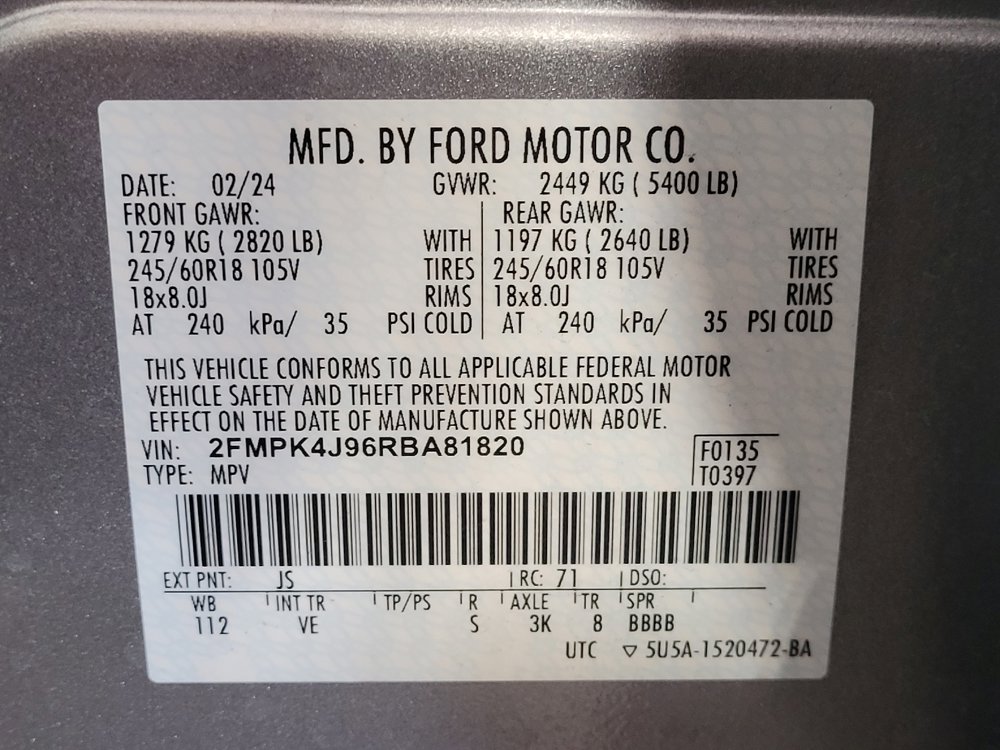 MFD. BY FORD MOTOR CO.
DATE: 02/24 GVWR: 2449 KG ( 5400 LB)
FRONT GAWR: REAR GAWR:
1279 KG ( 2820 LB) WITH 1197 KG ( 2640 LB) WITH
245/60R18 105V TIRES 245/60R18 105V TIRES
18x8.0J RIMS 18x8.0J RIMS
AT 240 kPa/ 35 PSI COLD AT 240 kPa/ 35 PSI COLD
THIS VEHICLE CONFORMS TO ALL APPLICABLE FEDERAL MOTOR
VEHICLE SAFETY AND THEFT PREVENTION STANDARDS IN
EFFECT ON THE DATE OF MANUFACTURE SHOWN ABOVE.
VIN: 2FMPK4J96RBA81820 F0135
TYPE: MPV T0397
EXT PNT: JS RC: 71 DSO:
WB INT TR TP/PS R AXLE TR SPR
112 VE S 3K 8 BBBB
UTC ▽ 5U5A-1520472-BA